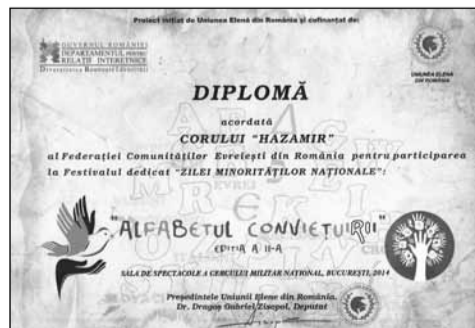 Proiect inițiat de Uniunea Elenă din România și cofinanțat de:
GUVERNUL ROMÂNIEI
DEPARTAMENTUL PENTRU
RELAȚII INTERETNICE
UNIUNEA ELENĂ
DIN ROMÂNIA
DIPLOMĂ
acordată
CORULUI "HAZAMIR"
al Federației Comunităților Evreiești din România pentru participarea
la Festivalul dedicat "ZILEI MINORITĂȚILOR NAȚIONALE":
"ALFABETUL CONVIEȚUIRII"
EDIȚIA A II-A
SALA DE SPECTACOLE A CERCULUI MILITAR NAȚIONAL, BUCUREȘTI, 2014
Președintele Uniunii Elene din România,
Dr. Dragoș Gabriel Zisopol, Deputat